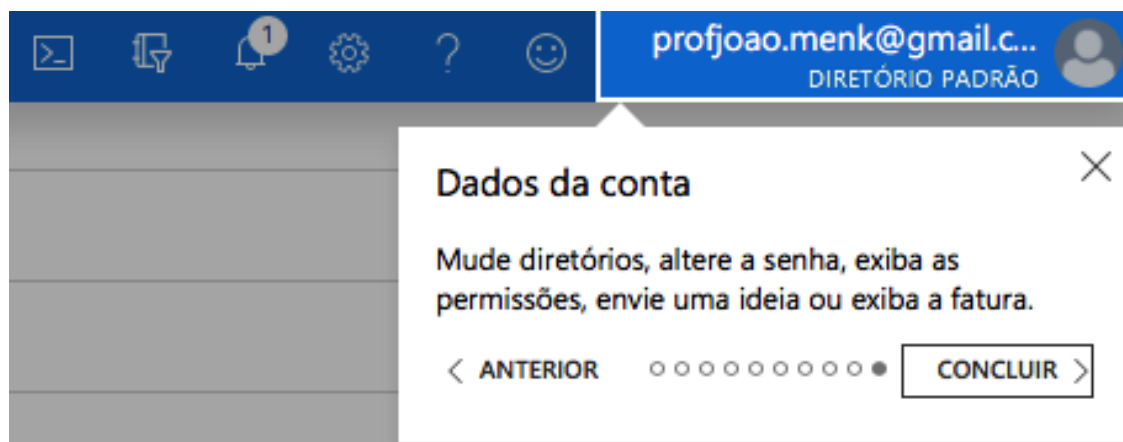 1
profjoao.menk@gmail.c...
DIRETÓRIO PADRÃO
Dados da conta
Mude diretórios, altere a senha, exiba as
permissões, envie uma ideia ou exiba a fatura.
ANTERIOR CONCLUIR